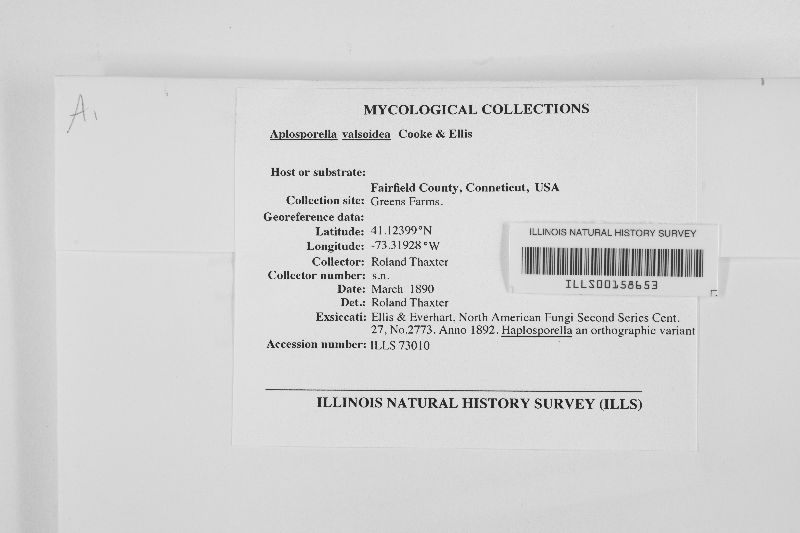 A,
MYCOLOGICAL COLLECTIONS
Aplosporella valsoidea Cooke & Ellis
Host or substrate:
Fairfield County, Conneticut, USA
Collection site: Greens Farms.
Georeference data:
Latitude: 41.12399°N
Longitude: -73.31928°W
Collector: Roland Thaxter
Collector number: s.n.
Date: March 1890
Det.: Roland Thaxter
Exsiccati: Ellis & Everhart, North American Fungi Second Series Cent.
27, No.2773. Anno 1892. Haplosporella an orthographic variant
Accession number: ILLS 73010
ILLINOIS NATURAL HISTORY SURVEY (ILLS)
ILLINOIS NATURAL HISTORY SURVEY
ILLS00158653